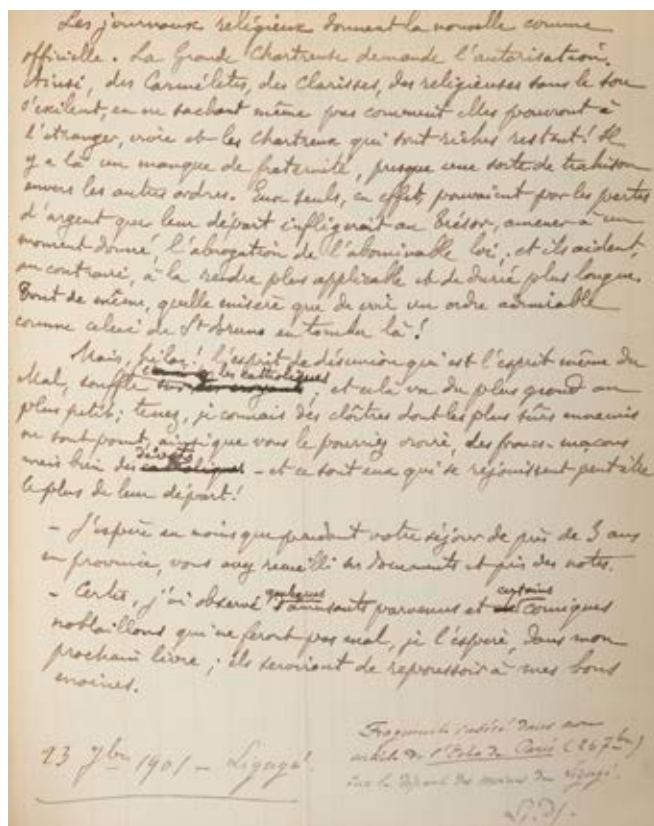 Les journaux religieux donnent la nouvelle comme
officielle. La Grande Chartreuse demande l'autorisation.
Ainsi, des Carmélites, des Clarisses, des religieuses sans le sou
s'exilent, en ne sachant même pas comment elles pourront à
l'étranger, vivre et les Chartreux qui sont riches restent! Il
y a là un manque de fraternité, presque une sorte de trahison
envers les autres ordres. Eux seuls, en effet, pouvaient par les pertes
d'argent que leur départ infligerait au Trésor, amener à un
moment donné, l'abrogation de l'abominable loi; et ils aident,
au contraire, à la rendre plus applicable et de durée plus longue.
Tout de même, quelle misère que de voir un ordre admirable
comme celui de St Bruno en tomber là!
Mais, hélas! l'esprit de désunion qui est l'esprit même du
Mal, souffle les catholiques, et cela va du plus grand au
plus petit; tenez, je connais des cloîtres dont les plus sûrs ennemis
ne sont point, ainsi que vous le pourriez croire, des francs-maçons
mais bien des dévots – et ce sont eux qui se réjouissent peut-être
le plus de leur départ!
– J'espère au moins que pendant votre séjour de près de 3 ans
en province, vous avez recueilli des documents et pris des notes.
– Certes, j'ai observé quelques amusants parvenus et certains comiques
noblaillons qui ne feront pas mal, je l'espère, dans mon
prochain livre; ils serviront de repoussoir à mes bons
moines.
23 7bre 1901 – Ligugé.
Fragments inséré dans mon
article de l'Echo de Paris (26 7bre)
sur le départ des moines de Ligugé.